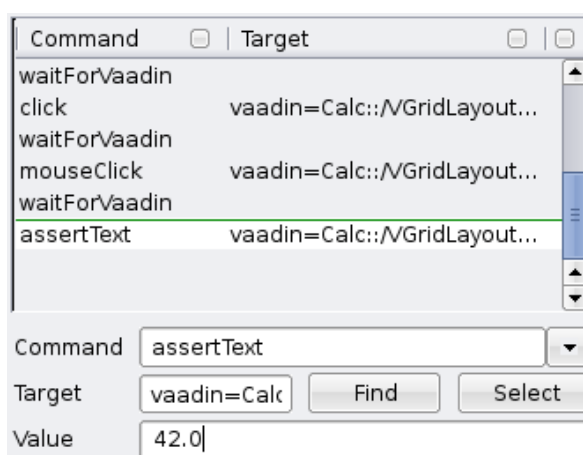 Command Target
waitForVaadin
click vaadin=Calc::/VGridLayout...
waitForVaadin
mouseClick vaadin=Calc::/VGridLayout...
waitForVaadin
assertText vaadin=Calc::/VGridLayout...
Command assertText
Target vaadin=Calc Find Select
Value 42.0